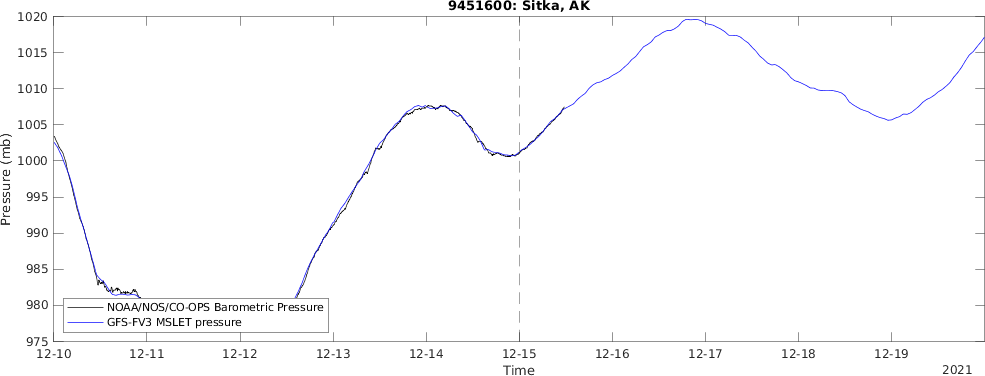 9451600: Sitka, AK
1020
1015
1010
1005
1000
995
990
985
980
975
Pressure (mb)
NOAA/NOS/CO-OPS Barometric Pressure
GFS-FV3 MSLET pressure
12-10 12-11 12-12 12-13 12-14 12-15 12-16 12-17 12-18 12-19
Time
2021